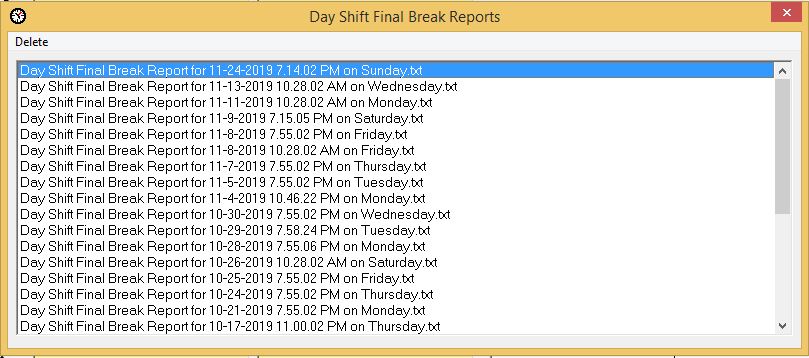 Day Shift Final Break Reports
Delete
Day Shift Final Break Report for 11-24-2019 7.14.02 PM on Sunday.txt
Day Shift Final Break Report for 11-13-2019 10.28.02 AM on Wednesday.txt
Day Shift Final Break Report for 11-11-2019 10.28.02 AM on Monday.txt
Day Shift Final Break Report for 11-9-2019 7.15.05 PM on Saturday.txt
Day Shift Final Break Report for 11-8-2019 7.55.02 PM on Friday.txt
Day Shift Final Break Report for 11-8-2019 10.28.02 AM on Friday.txt
Day Shift Final Break Report for 11-7-2019 7.55.02 PM on Thursday.txt
Day Shift Final Break Report for 11-5-2019 7.55.02 PM on Tuesday.txt
Day Shift Final Break Report for 11-4-2019 10.46.22 PM on Monday.txt
Day Shift Final Break Report for 10-30-2019 7.55.02 PM on Wednesday.txt
Day Shift Final Break Report for 10-29-2019 7.58.24 PM on Tuesday.txt
Day Shift Final Break Report for 10-28-2019 7.55.06 PM on Monday.txt
Day Shift Final Break Report for 10-26-2019 10.28.02 AM on Saturday.txt
Day Shift Final Break Report for 10-25-2019 7.55.02 PM on Friday.txt
Day Shift Final Break Report for 10-24-2019 7.55.02 PM on Thursday.txt
Day Shift Final Break Report for 10-21-2019 7.55.02 PM on Monday.txt
Day Shift Final Break Report for 10-17-2019 11.00.02 PM on Thursday.txt